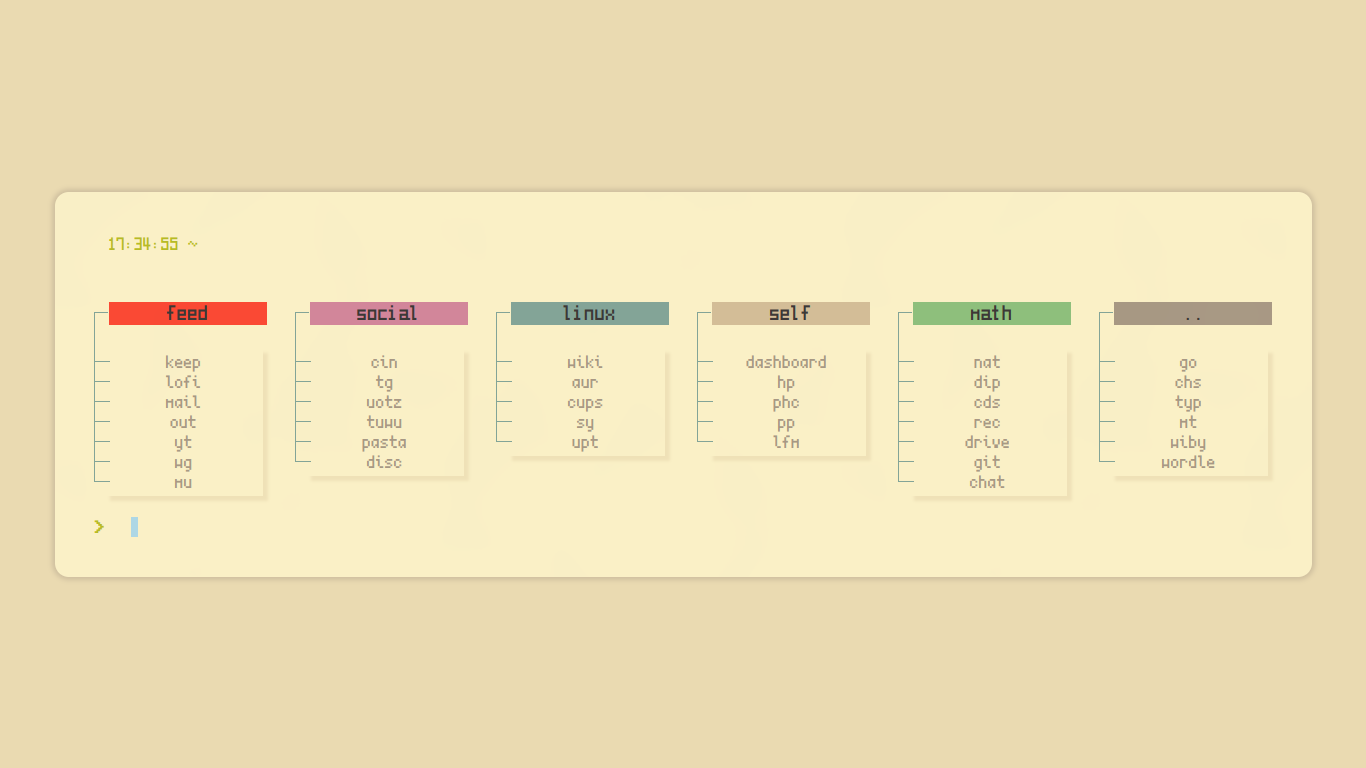 17:34:55 ~
feed
keep
lofi
mail
out
yt
wg
mu
social
cin
tg
uotz
tuwu
pasta
disc
linux
wiki
aur
cups
sy
upt
self
dashboard
hp
phc
pp
lfm
math
nat
dip
cds
rec
drive
git
chat
..
go
chs
typ
mt
wiby
wordle
>